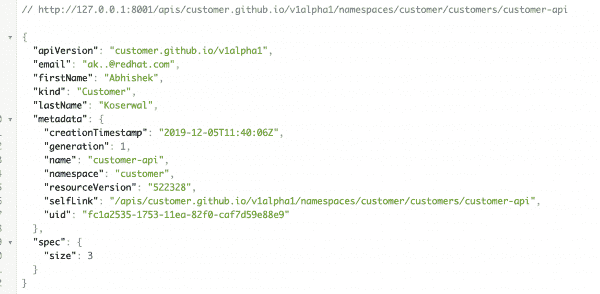 // http://127.0.0.1:8001/apis/customer.github.io/v1alpha1/namespaces/customer/customers/customer-api
{
"apiVersion": "customer.github.io/v1alpha1",
"email": "ak..@redhat.com",
"firstName": "Abhishek",
"kind": "Customer",
"lastName": "Koserwal",
"metadata": {
"creationTimestamp": "2019-12-05T11:40:06Z",
"generation": 1,
"name": "customer-api",
"namespace": "customer",
"resourceVersion": "522328",
"selfLink": "/apis/customer.github.io/v1alpha1/namespaces/customer/customers/customer-api",
"uid": "fc1a2535-1753-11ea-82f0-caf7d59e88e9"
},
"spec": {
"size": 3
}
}